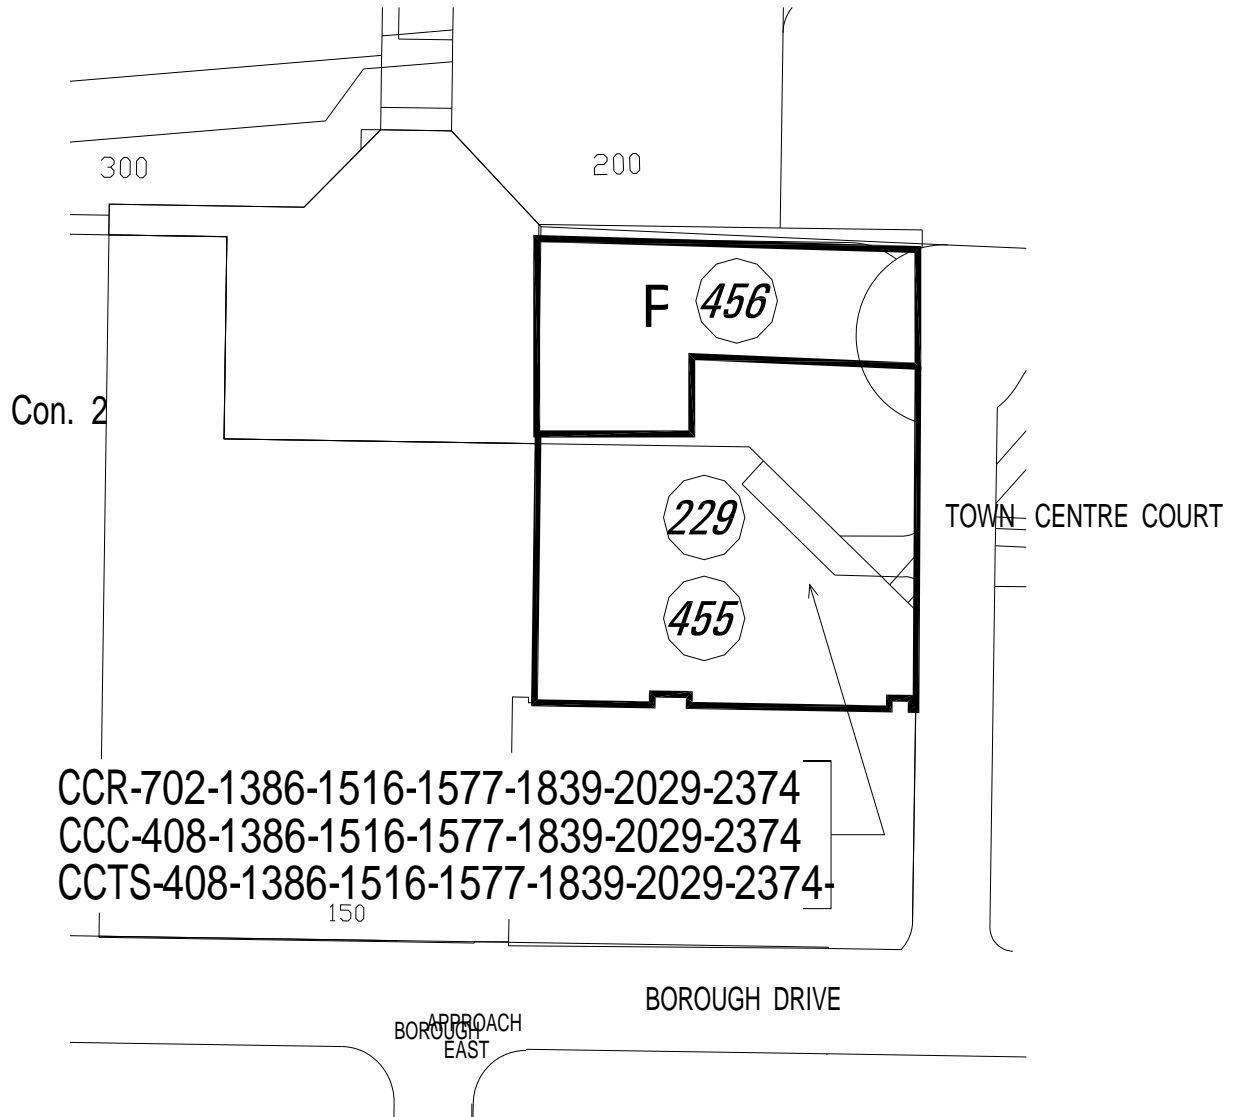 300
200
P 456
Con. 2
229
TOWN CENTRE COURT
455
CCR-702-1386-1516-1577-1839-2029-2374
CCC-408-1386-1516-1577-1839-2029-2374
CCTS-408-1386-1516-1577-1839-2029-2374-
150
BOROUGH DRIVE
BOROUGH
APPROACH
EAST